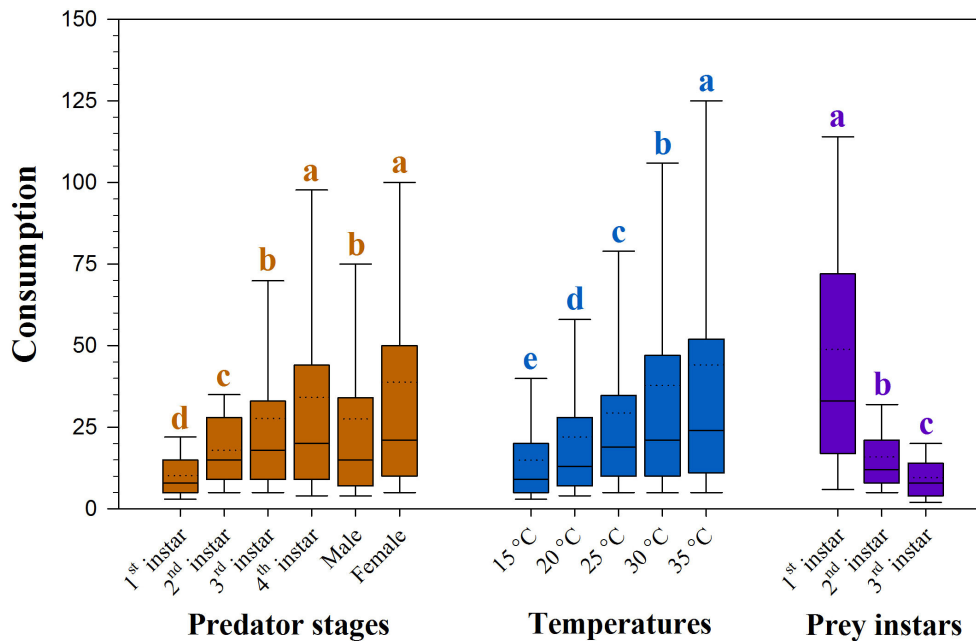 Consumption
150
125
100
75
50
25
0
d
c
b
a
b
a
e
d
c
b
a
a
b
c
1st instar
2nd instar
3rd instar
4th instar
Male
Female
15 °C
20 °C
25 °C
30 °C
35 °C
1st instar
2nd instar
3rd instar
Predator stages
Temperatures
Prey instars